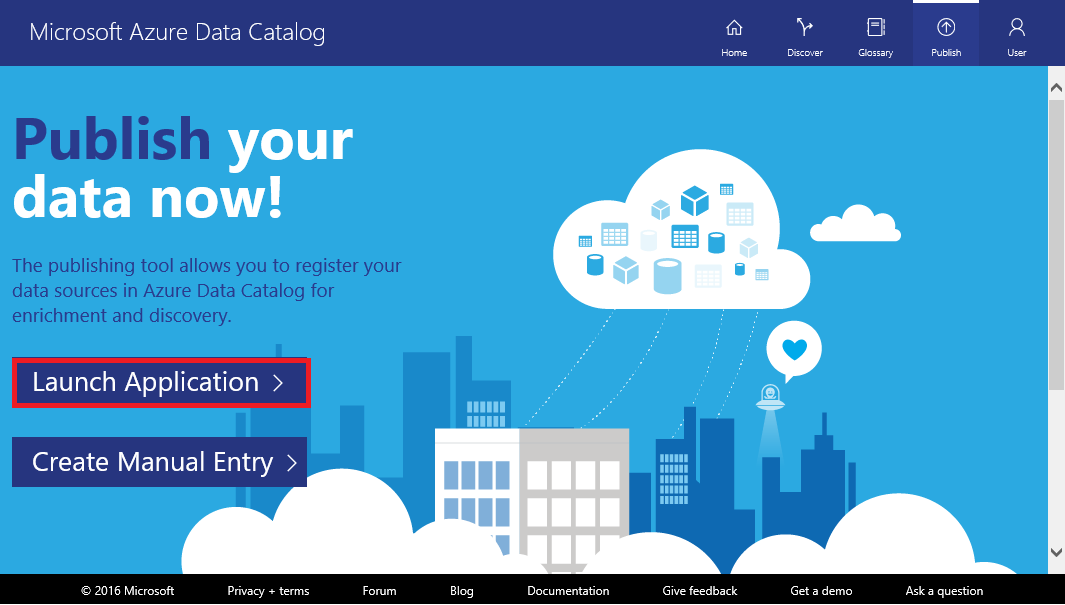 Microsoft Azure Data Catalog
Home
Discover
Glossary
Publish
User
Publish your
data now!
The publishing tool allows you to register your
data sources in Azure Data Catalog for
enrichment and discovery.
Launch Application
Create Manual Entry
© 2016 Microsoft
Privacy + terms
Forum
Blog
Documentation
Give feedback
Get a demo
Ask a question